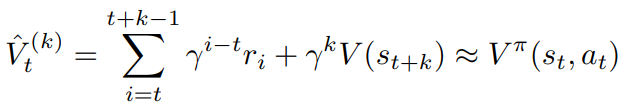 $\hat{V}_t^{(k)} = \sum_{i=t}^{t+k-1} \gamma^{i-t} r_i + \gamma^k V(s_{t+k}) \approx V^{\pi}(s_t, a_t)$